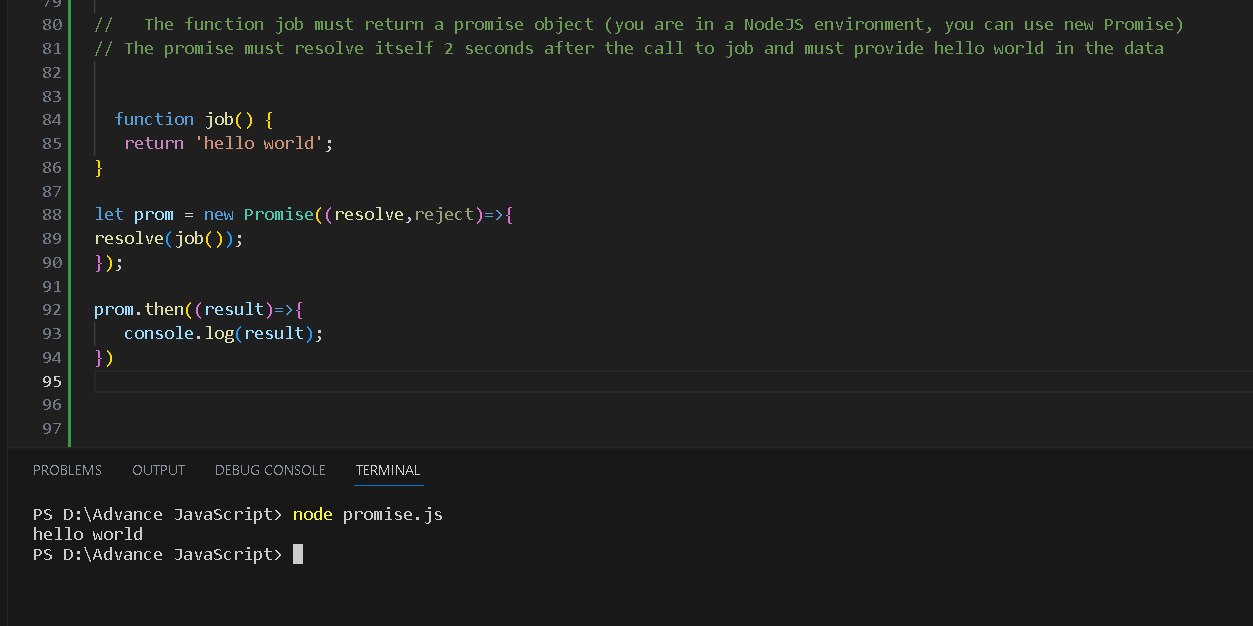 79
80 //   The function job must return a promise object (you are in a NodeJS environment, you can use new Promise)
81 // The promise must resolve itself 2 seconds after the call to job and must provide hello world in the data
82
83
84   function job() {
85    return 'hello world';
86 }
87
88 let prom = new Promise((resolve,reject)=>{
89 resolve(job());
90 });
91
92 prom.then((result)=>{
93    console.log(result);
94 })
95
96
97
PROBLEMS OUTPUT DEBUG CONSOLE TERMINAL
PS D:\Advance JavaScript> node promise.js
hello world
PS D:\Advance JavaScript>